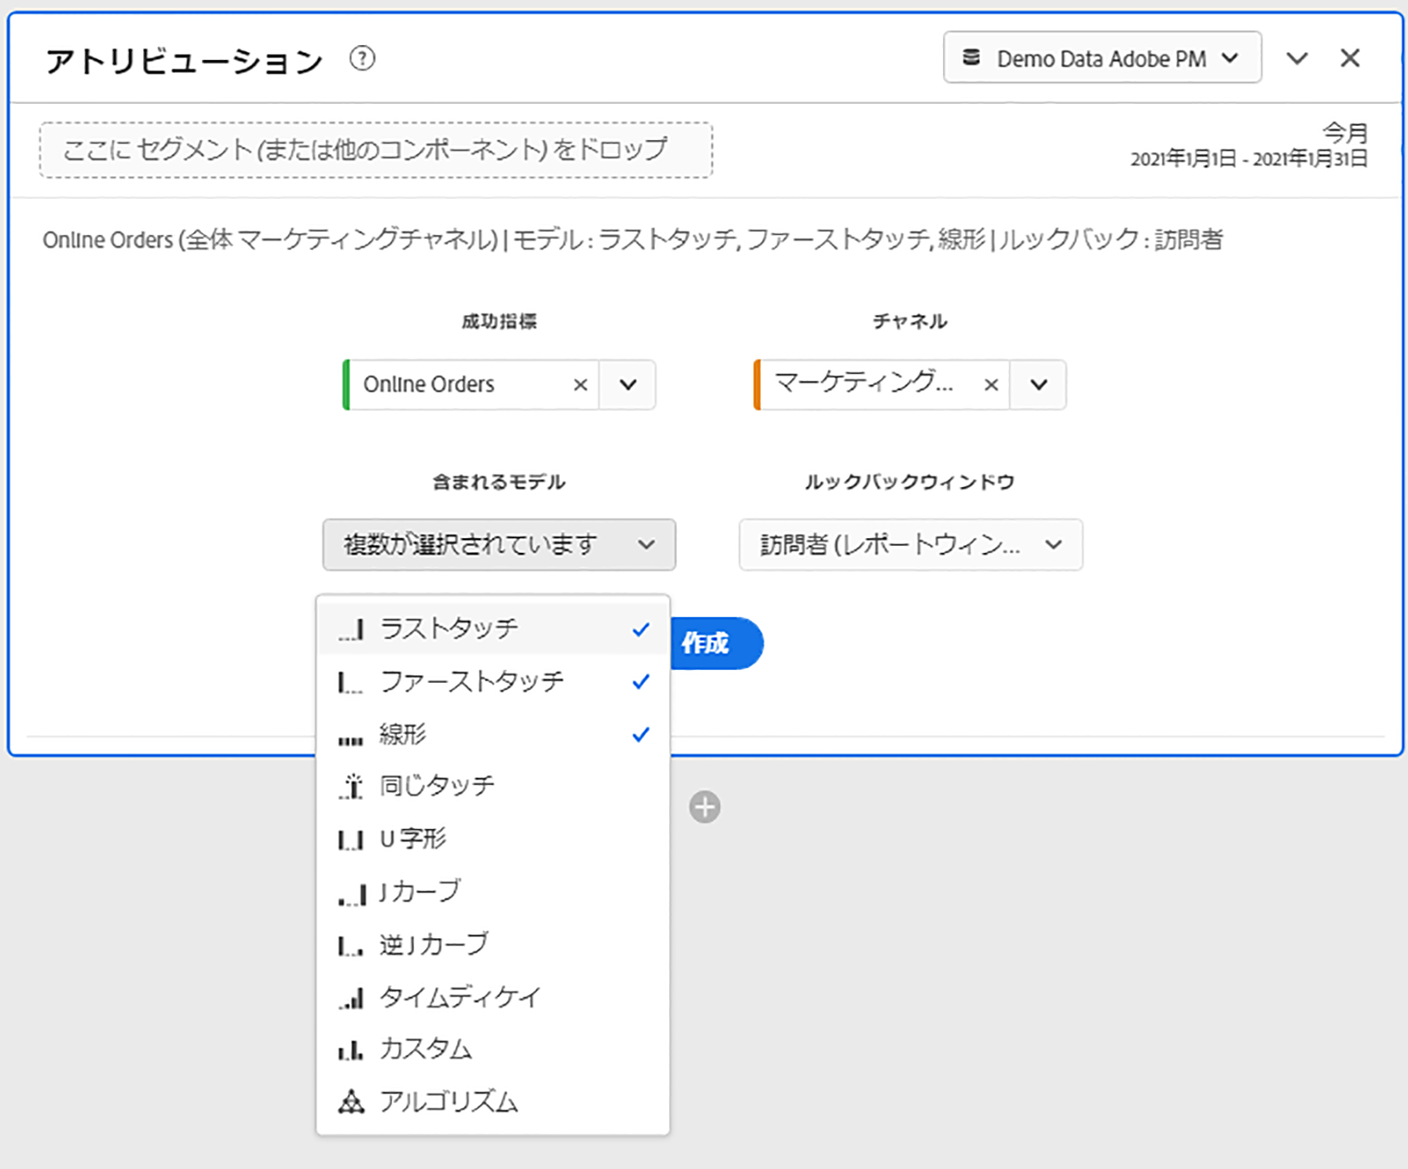 アトリビューション ?
Demo Data Adobe PM
ここに セグメント (または他のコンポーネント) をドロップ
今月
2021年1月1日 - 2021年1月31日
Online Orders (全体 マーケティングチャネル) | モデル : ラストタッチ, ファーストタッチ, 線形 | ルックバック : 訪問者
成功指標
チャネル
Online Orders
マーケティング...
含まれるモデル
ルックバックウィンドウ
複数が選択されています
訪問者 (レポートウィン...
ラストタッチ
作成
ファーストタッチ
線形
同じタッチ
U 字形
J カーブ
逆 J カーブ
タイムディケイ
カスタム
アルゴリズム